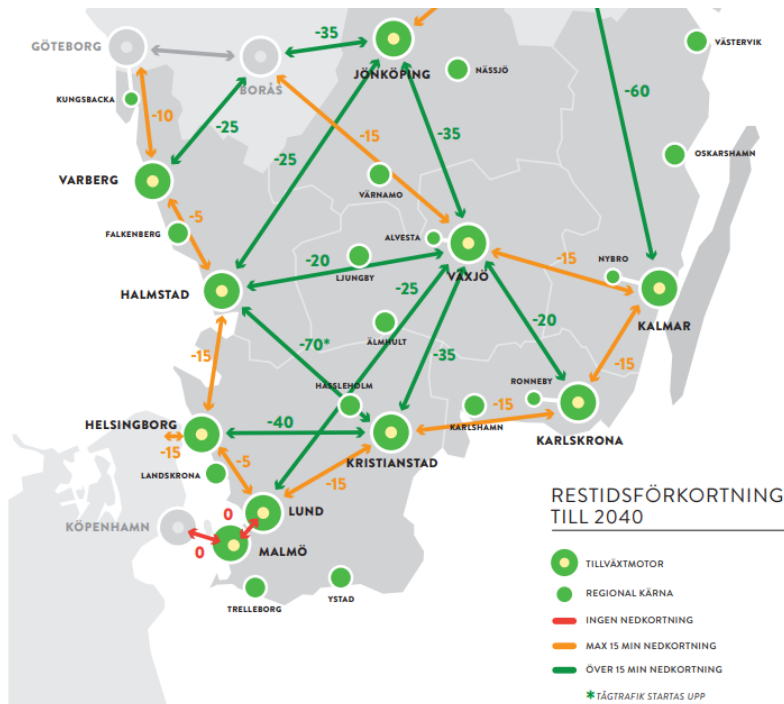 -35
VÄSTERVIK
GÖTEBORG
JÖNKÖPING
NÄSSJÖ
BORÅS
KUNGSBACKA
-10
-25
-15
-35
-60
-25
OSKARSHAMN
VARBERG
VÄRNAMO
-5
FALKENBERG
ALVESTA
-20
LJUNGBY
VÄXJÖ
-15
NYBRO
-25
HALMSTAD
KALMAR
-20
-70*
ÄLMHULT
-35
-15
-15
HÄSSLEHOLM
RONNEBY
-15
HELSINGBORG
-40
KARLSHAMN
KARLSKRONA
-15
-5
KRISTIANSTAD
LANDSKRONA
-15
KÖPENHAMN
0
LUND
0
MALMÖ
TRELLEBORG
YSTAD
RESTIDSFÖRKORTNING
TILL 2040
TILLVÄXTMOTOR
REGIONAL KÄRNA
INGEN NEDKORTNING
MAX 15 MIN NEDKORTNING
ÖVER 15 MIN NEDKORTNING
*TÅGTRAFIK STARTAS UPP